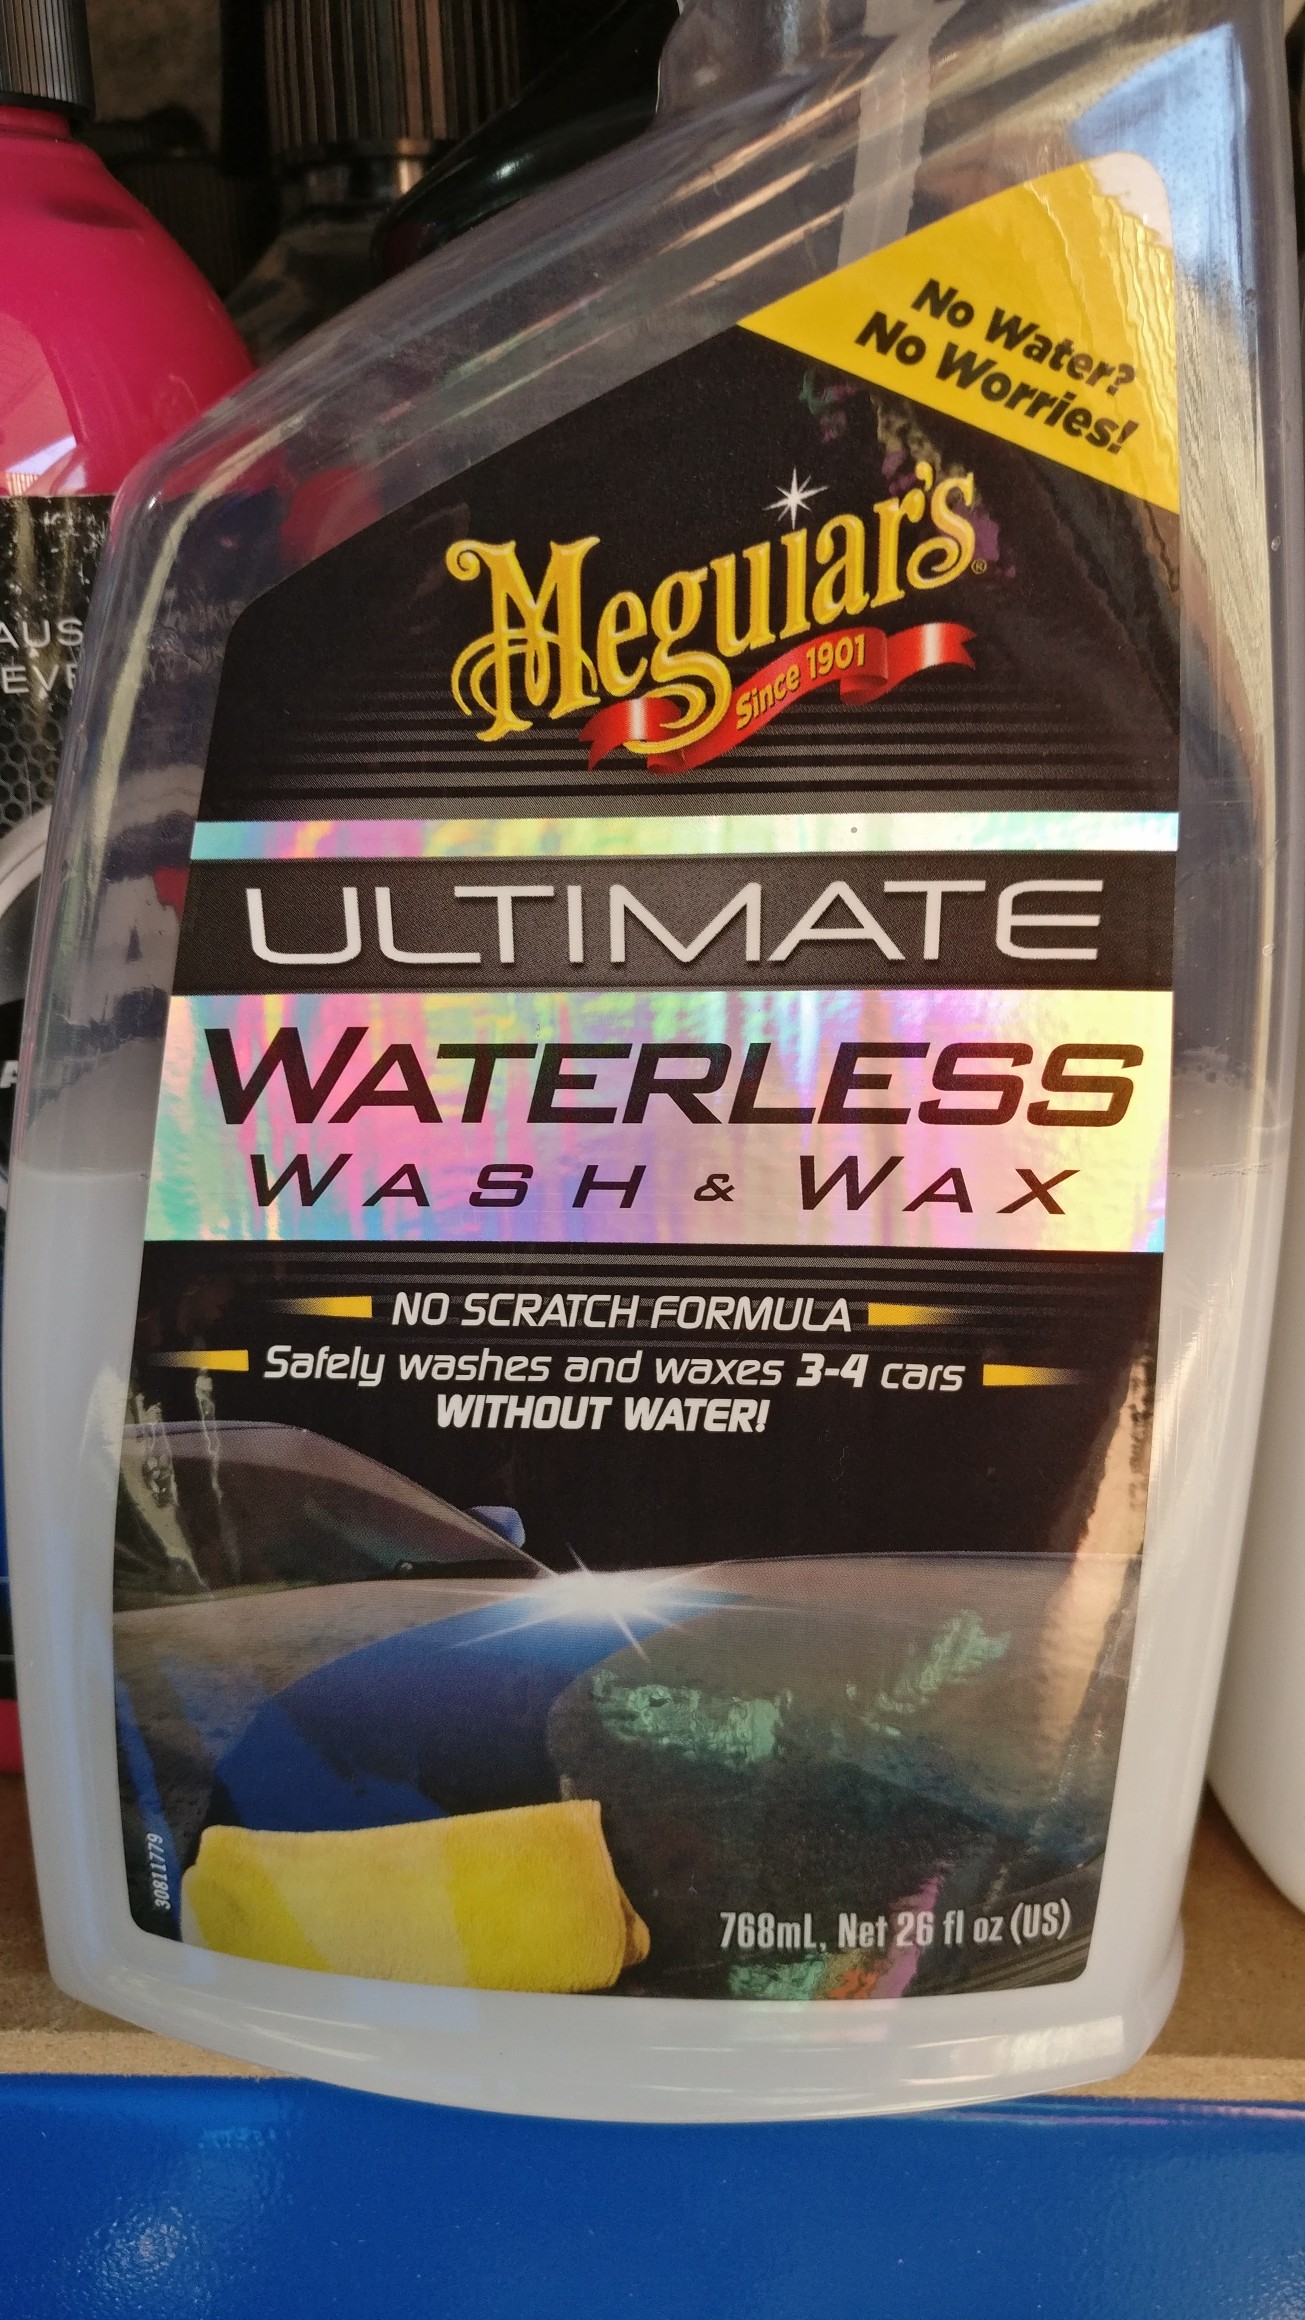 No Water?
No Worries!
Meguiar's®
Since 1901
ULTIMATE
WATERLESS
WASH & WAX
NO SCRATCH FORMULA
Safely washes and waxes 3-4 cars
WITHOUT WATER!
30811779
768mL, Net 26 fl oz (US)